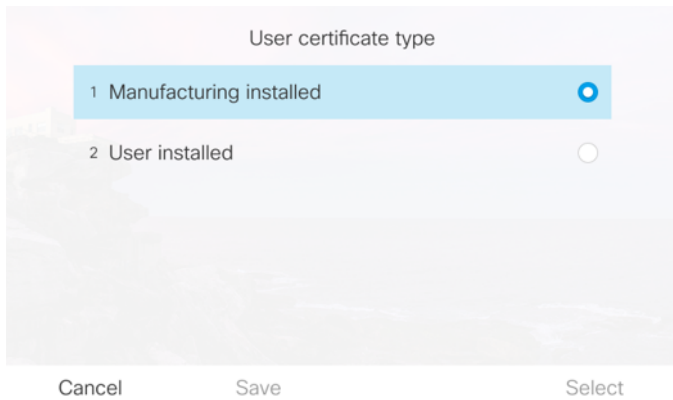 User certificate type
1 Manufacturing installed
2 User installed
Cancel Save Select